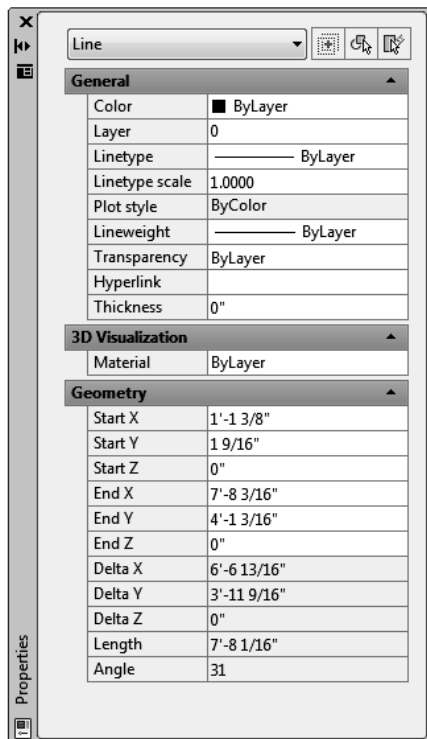 Line
General
Color ByLayer
Layer 0
Linetype ByLayer
Linetype scale 1.0000
Plot style ByColor
Lineweight ByLayer
Transparency ByLayer
Hyperlink
Thickness 0"
3D Visualization
Material ByLayer
Geometry
Start X 1'-1 3/8"
Start Y 1 9/16"
Start Z 0"
End X 7'-8 3/16"
End Y 4'-1 3/16"
End Z 0"
Delta X 6'-6 13/16"
Delta Y 3'-11 9/16"
Delta Z 0"
Length 7'-8 1/16"
Angle 31
Properties